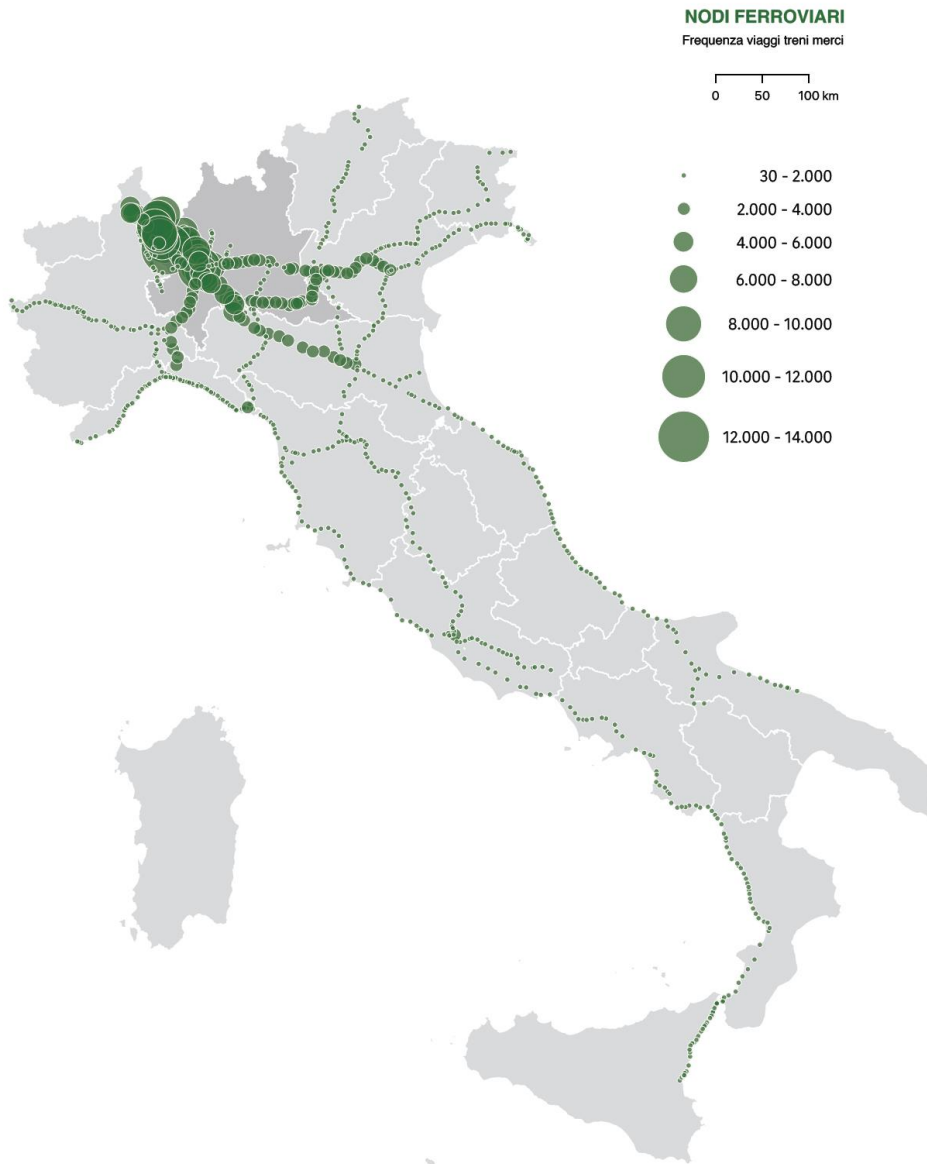 NODI FERROVIARI
Frequenza viaggi treni merci
0 50 100 km
30 - 2.000
2.000 - 4.000
4.000 - 6.000
6.000 - 8.000
8.000 - 10.000
10.000 - 12.000
12.000 - 14.000